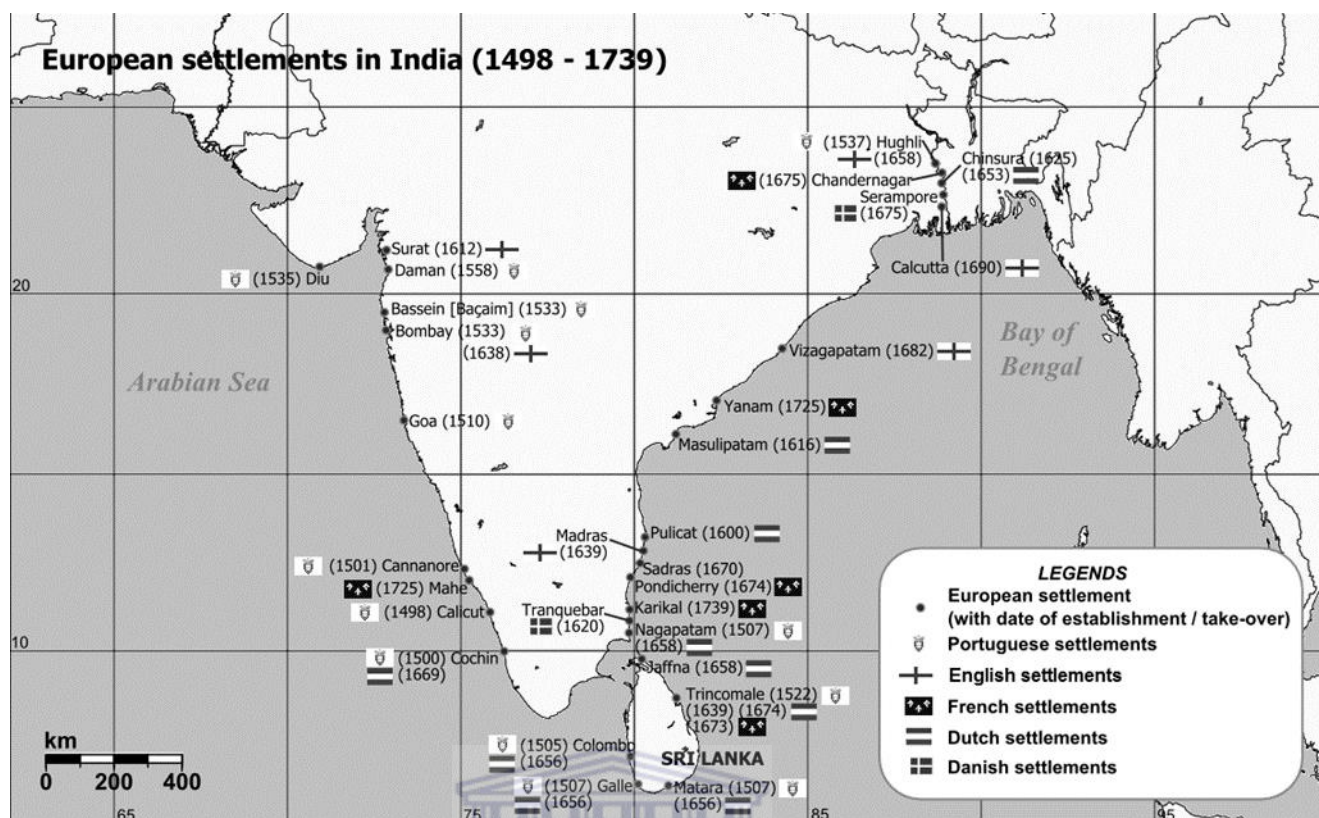 European settlements in India (1498 - 1739)
(1537) Hughli
(1658)
Chinsura (1625)
(1653)
(1675) Chandernagar
Serampore
(1675)
Calcutta (1690)
Surat (1612)
Daman (1558)
(1535) Diu
20
Bassein [Baçaim] (1533)
Bombay (1533)
(1638)
Bay of
Bengal
Vizagapatam (1682)
Arabian Sea
Yanam (1725)
Goa (1510)
Masulipatam (1616)
Pulicat (1600)
Madras
(1639)
Sadras (1670)
(1501) Cannanore
Pondicherry (1674)
(1725) Mahe
(1498) Calicut
Karikal (1739)
Tranquebar
(1620)
Nagapatam (1507)
(1658)
10
(1500) Cochin
(1669)
Jaffna (1658)
Trincomale (1522)
(1639) (1674)
(1673)
(1505) Colombo
(1656)
SRI LANKA
(1507) Galle
(1656)
Matara (1507)
(1656)
LEGENDS
European settlement
(with date of establishment / take-over)
Portuguese settlements
English settlements
French settlements
Dutch settlements
Danish settlements
km
0 200 400
65
75
85
95